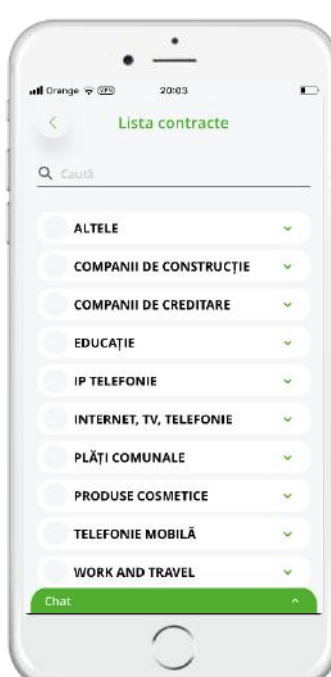 Orange VPN 20:03
Lista contracte
Caută
ALTELE
COMPANII DE CONSTRUCȚIE
COMPANII DE CREDITARE
EDUCAȚIE
IP TELEFONIE
INTERNET, TV, TELEFONIE
PLĂȚI COMUNALE
PRODUSE COSMETICE
TELEFONIE MOBILĂ
WORK AND TRAVEL
Chat